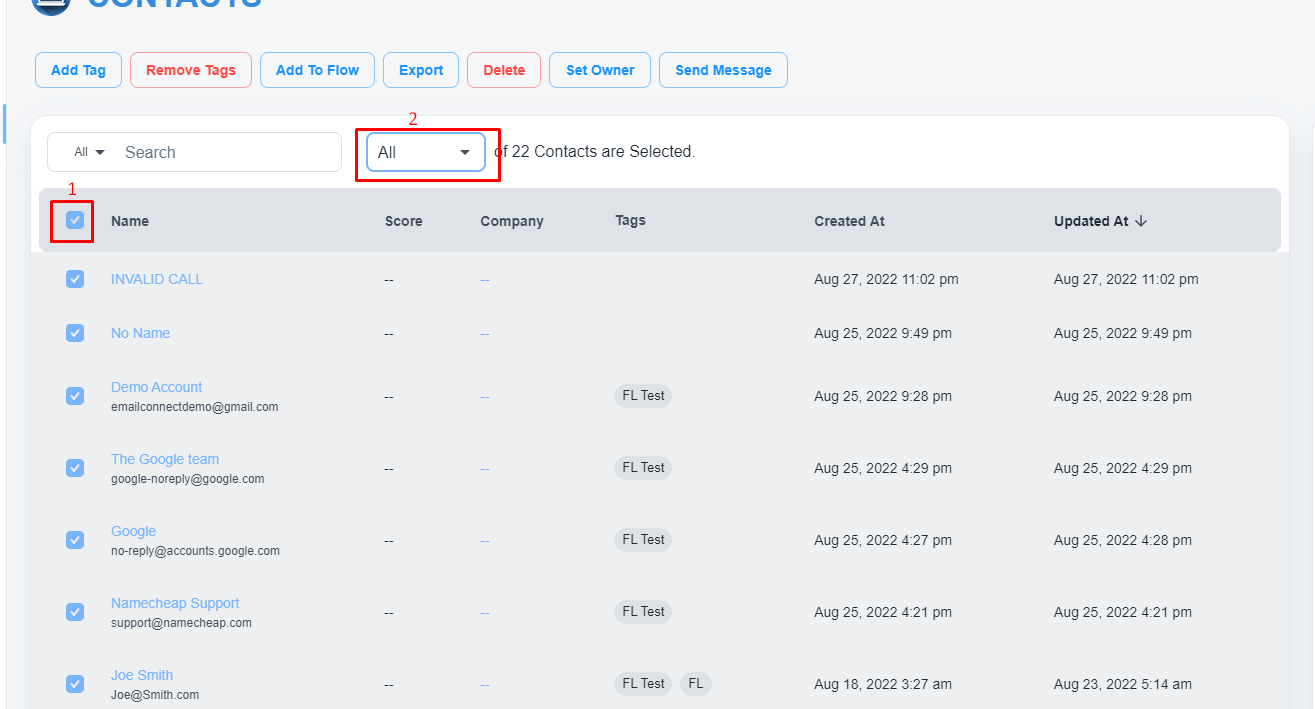 CONTACTS
Add Tag Remove Tags Add To Flow Export Delete Set Owner Send Message
2
All Search All of 22 Contacts are Selected.
1
Name Score Company Tags Created At Updated At
INVALID CALL -- -- Aug 27, 2022 11:02 pm Aug 27, 2022 11:02 pm
No Name -- -- Aug 25, 2022 9:49 pm Aug 25, 2022 9:49 pm
Demo Account
emailconnectdemo@gmail.com -- -- FL Test Aug 25, 2022 9:28 pm Aug 25, 2022 9:28 pm
The Google team
google-noreply@google.com -- -- FL Test Aug 25, 2022 4:29 pm Aug 25, 2022 4:29 pm
Google
no-reply@accounts.google.com -- -- FL Test Aug 25, 2022 4:27 pm Aug 25, 2022 4:28 pm
Namecheap Support
support@namecheap.com -- -- FL Test Aug 25, 2022 4:21 pm Aug 25, 2022 4:21 pm
Joe Smith
Joe@Smith.com -- -- FL Test FL Aug 18, 2022 3:27 am Aug 23, 2022 5:14 am